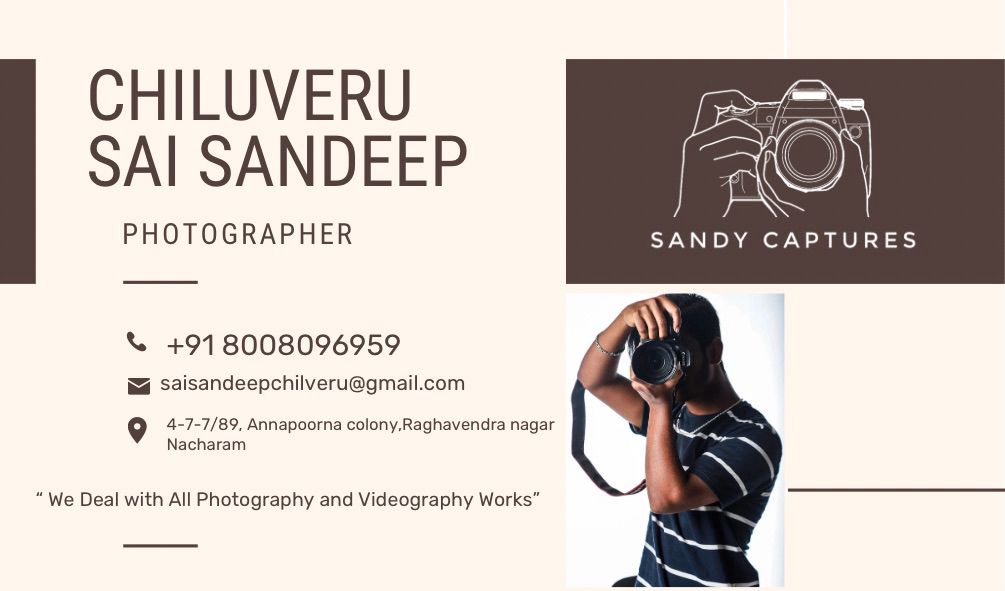 CHILUVERU
SAI SANDEEP
PHOTOGRAPHER
SANDY CAPTURES
+91 8008096959
saisandeepchilveru@gmail.com
4-7-7/89, Annapoorna colony,Raghavendra nagar
Nacharam
“ We Deal with All Photography and Videography Works”